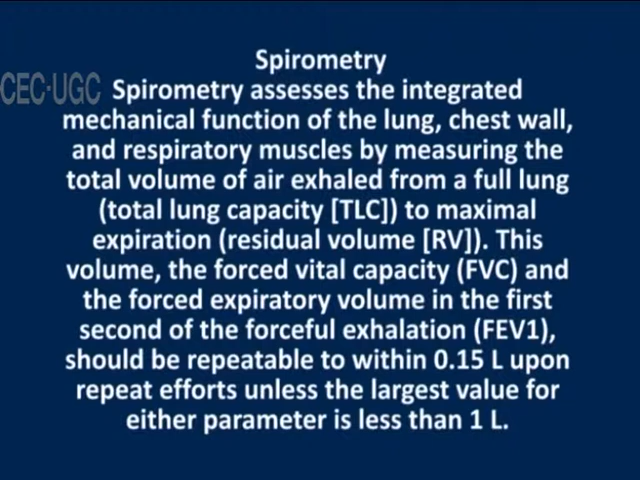 Spirometry
CEC-UGC
Spirometry assesses the integrated
mechanical function of the lung, chest wall,
and respiratory muscles by measuring the
total volume of air exhaled from a full lung
(total lung capacity [TLC]) to maximal
expiration (residual volume [RV]). This
volume, the forced vital capacity (FVC) and
the forced expiratory volume in the first
second of the forceful exhalation (FEV1),
should be repeatable to within 0.15 L upon
repeat efforts unless the largest value for
either parameter is less than 1 L.